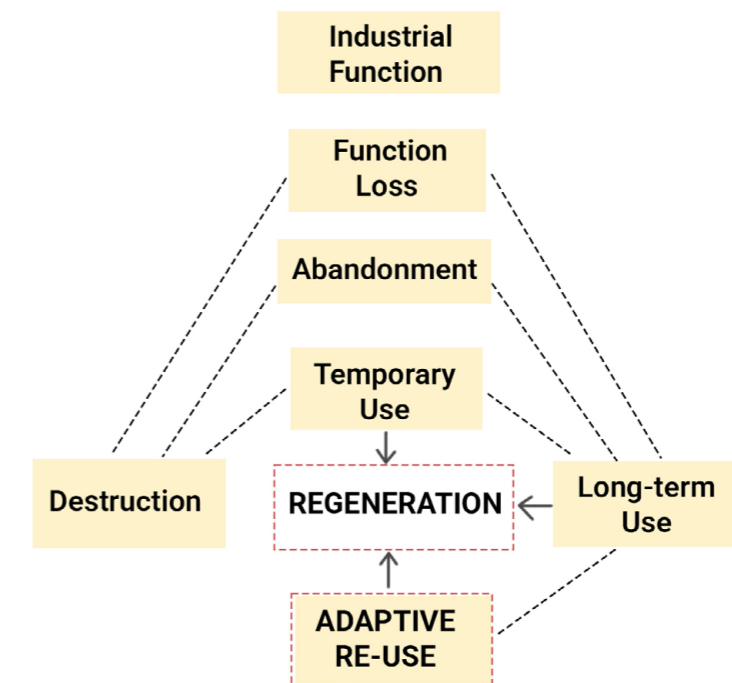 Industrial
Function
Function
Loss
Abandonment
Temporary
Use
Destruction
REGENERATION
Long-term
Use
ADAPTIVE
RE-USE